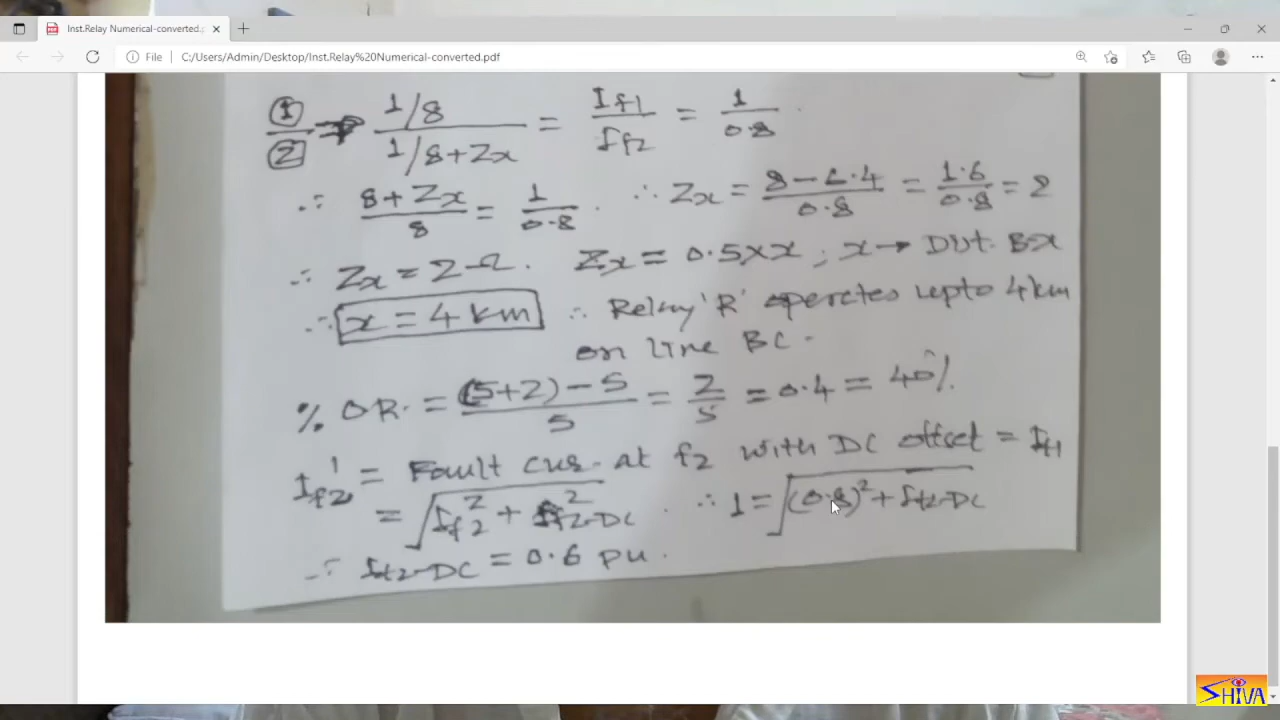 Inst.Relay Numerical-converted.p
File C:/Users/Admin/Desktop/Inst.Relay%20Numerical-converted.pdf
①/② → (1/8)/(1/8+Zx) = If1/If2 = 1/0.8
∴ (8+Zx)/8 = 1/0.8 . ∴ Zx = (8-6.4)/0.8 = 1.6/0.8 = 2
∴ Zx = 2Ω. Zx = 0.5×x ; x → Dist. Bx
∴ x = 4 km ∴ Relay 'R' operates upto 4km
on line BC.
% OR. = ((5+2)-5)/5 = 2/5 = 0.4 = 40%.
If2' = Fault cur. at f2 with DC offset = If1
= √(If2² + If2-DC²) . ∴ 1 = √((0.8)² + If2-DC
∴ If2-DC = 0.6 pu.
SHIVA